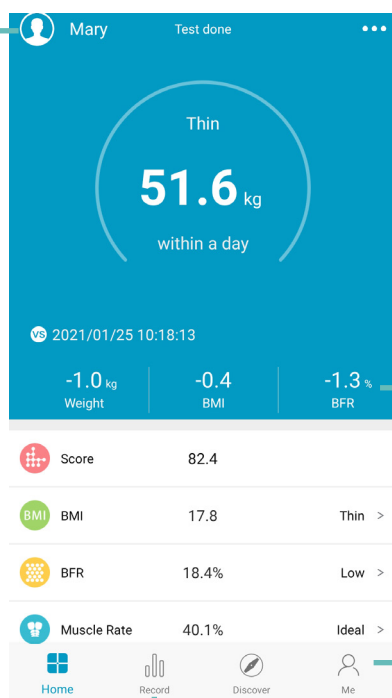 Mary Test done
Thin
51.6 kg
within a day
VS 2021/01/25 10:18:13
-1.0 kg -0.4 -1.3 %
Weight BMI BFR
Score 82.4
BMI BMI 17.8 Thin >
BFR 18.4% Low >
Muscle Rate 40.1% Ideal >
Home Record Discover Me